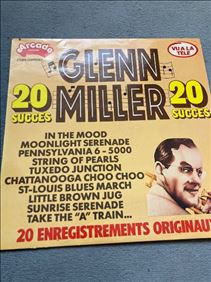 Arcade
VU A LA
TÉLÉ
GLENN
MILLER
20
SUCCES
20
SUCCES
IN THE MOOD
MOONLIGHT SERENADE
PENNSYLVANIA 6-5000
STRING OF PEARLS
TUXEDO JUNCTION
CHATTANOOGA CHOO CHOO
ST-LOUIS BLUES MARCH
LITTLE BROWN JUG
SUNRISE SERENADE
TAKE THE "A" TRAIN...
20 ENREGISTREMENTS ORIGINAUX